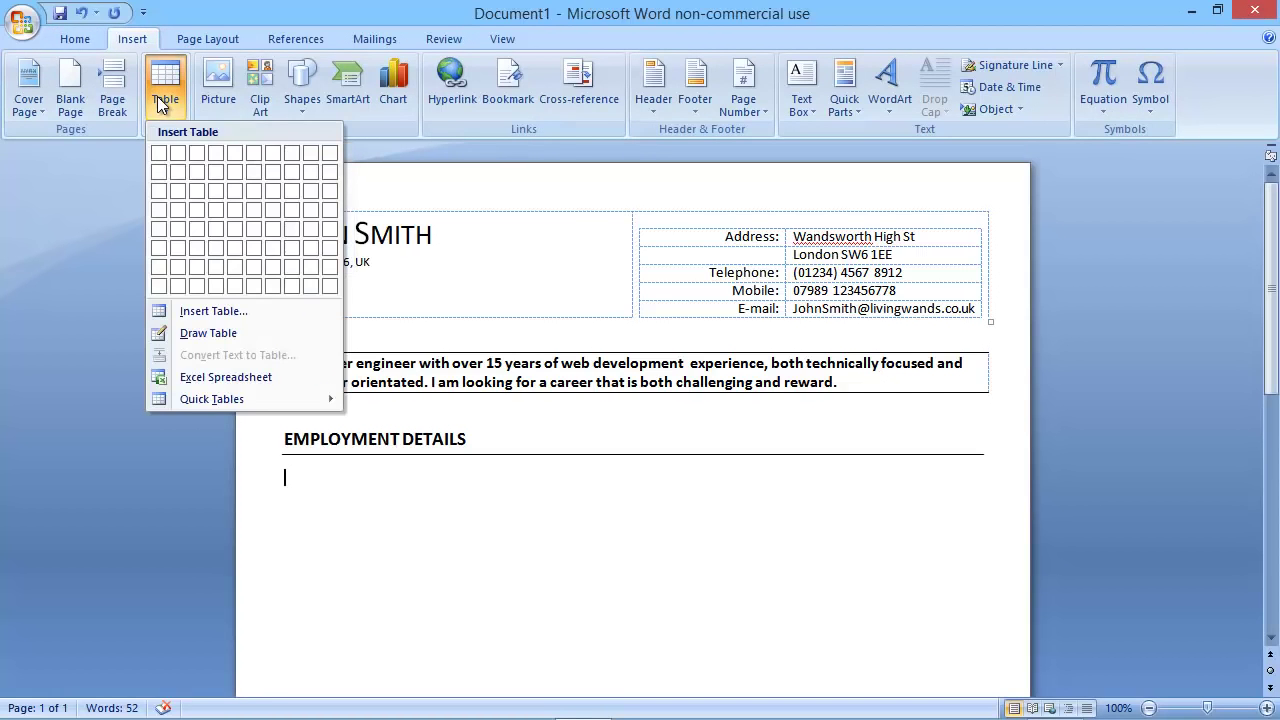 Document1 - Microsoft Word non-commercial use
Home Insert Page Layout References Mailings Review View
Cover Page
Blank Page
Page Break
Pages
Table
Picture
Clip Art
Shapes
SmartArt
Chart
Hyperlink
Bookmark
Cross-reference
Links
Header
Footer
Page Number
Header & Footer
Text Box
Quick Parts
WordArt
Drop Cap
Signature Line
Date & Time
Object
Text
Equation
Symbol
Symbols
Insert Table
Insert Table...
Draw Table
Convert Text to Table...
Excel Spreadsheet
Quick Tables
SMITH
6, UK
Address: Wandsworth High St
London SW6 1EE
Telephone: (01234) 4567 8912
Mobile: 07989 123456778
E-mail: JohnSmith@livingwands.co.uk
er engineer with over 15 years of web development experience, both technically focused and
r orientated. I am looking for a career that is both challenging and reward.
EMPLOYMENT DETAILS
Page: 1 of 1 Words: 52 100%